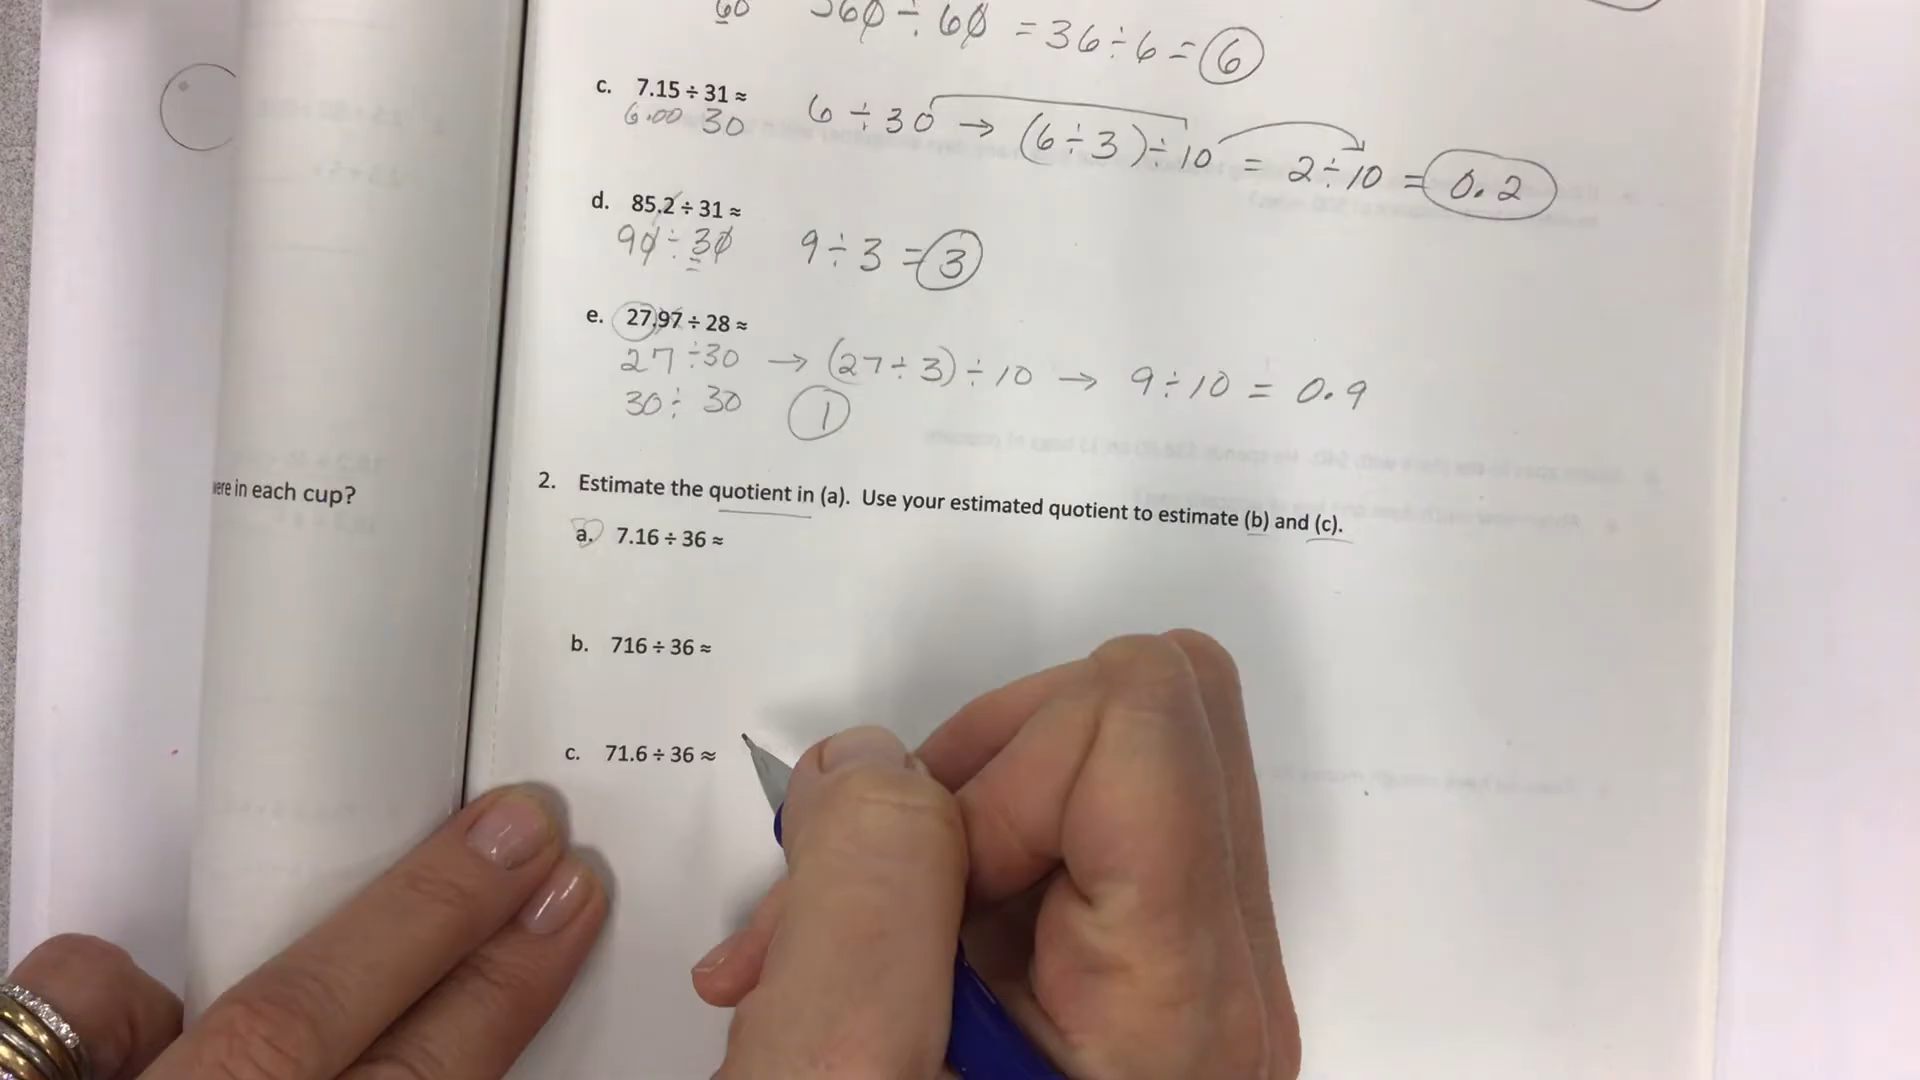 60 360 ÷ 60 = 36 ÷ 6 = 6
c. 7.15 ÷ 31 ≈
6.00 30 6 ÷ 30 → (6 ÷ 3) ÷ 10 = 2 ÷ 10 = 0.2
d. 85.2 ÷ 31 ≈
90 ÷ 30 9 ÷ 3 = 3
e. 27.97 ÷ 28 ≈
27 ÷ 30 → (27 ÷ 3) ÷ 10 → 9 ÷ 10 = 0.9
30 ÷ 30 1
were in each cup?
2. Estimate the quotient in (a). Use your estimated quotient to estimate (b) and (c).
a. 7.16 ÷ 36 ≈
b. 716 ÷ 36 ≈
c. 71.6 ÷ 36 ≈